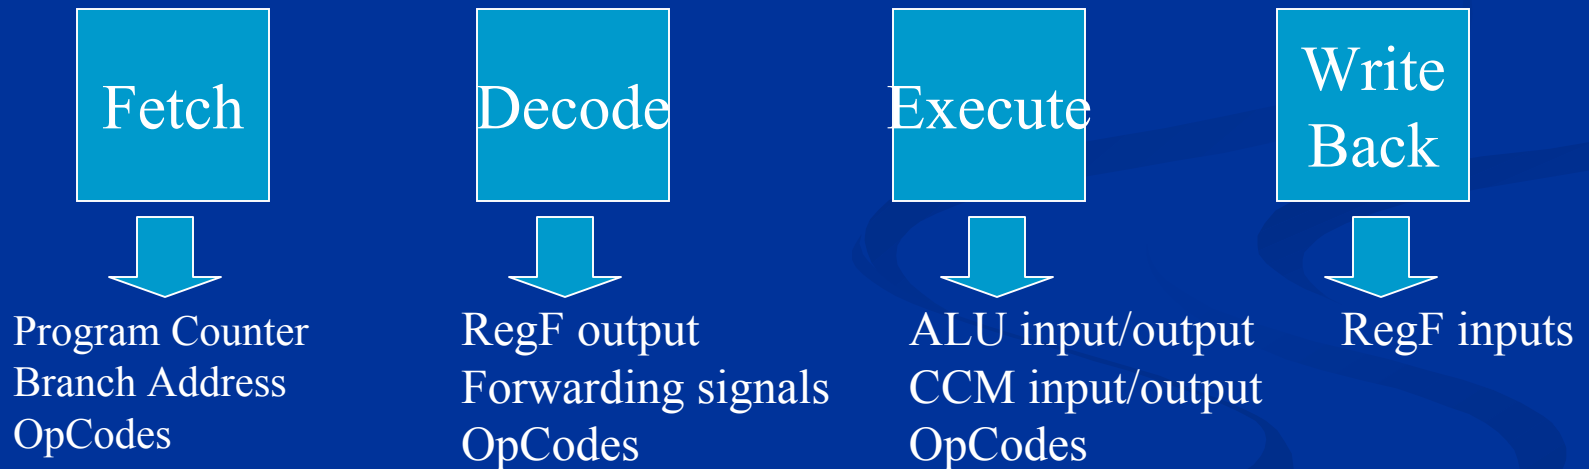 Fetch
Decode
Execute
Write
Back
Program Counter
Branch Address
OpCodes
RegF output
Forwarding signals
OpCodes
ALU input/output
CCM input/output
OpCodes
RegF inputs